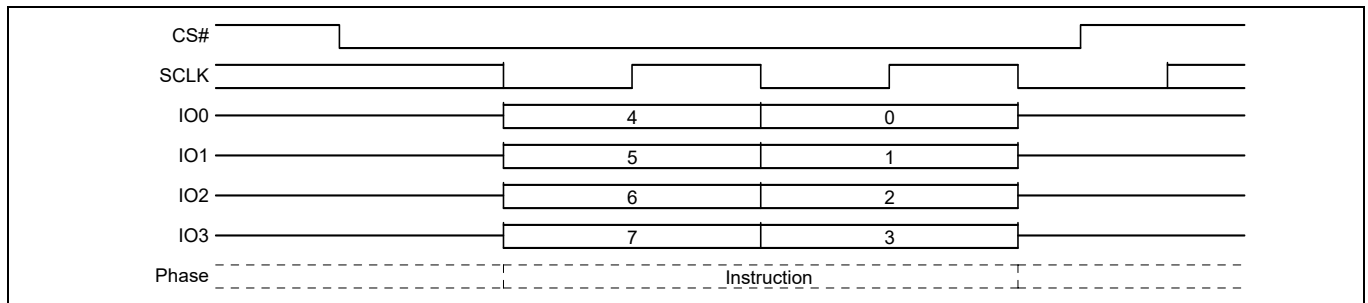 CS#
SCLK
IO0 4 0
IO1 5 1
IO2 6 2
IO3 7 3
Phase Instruction